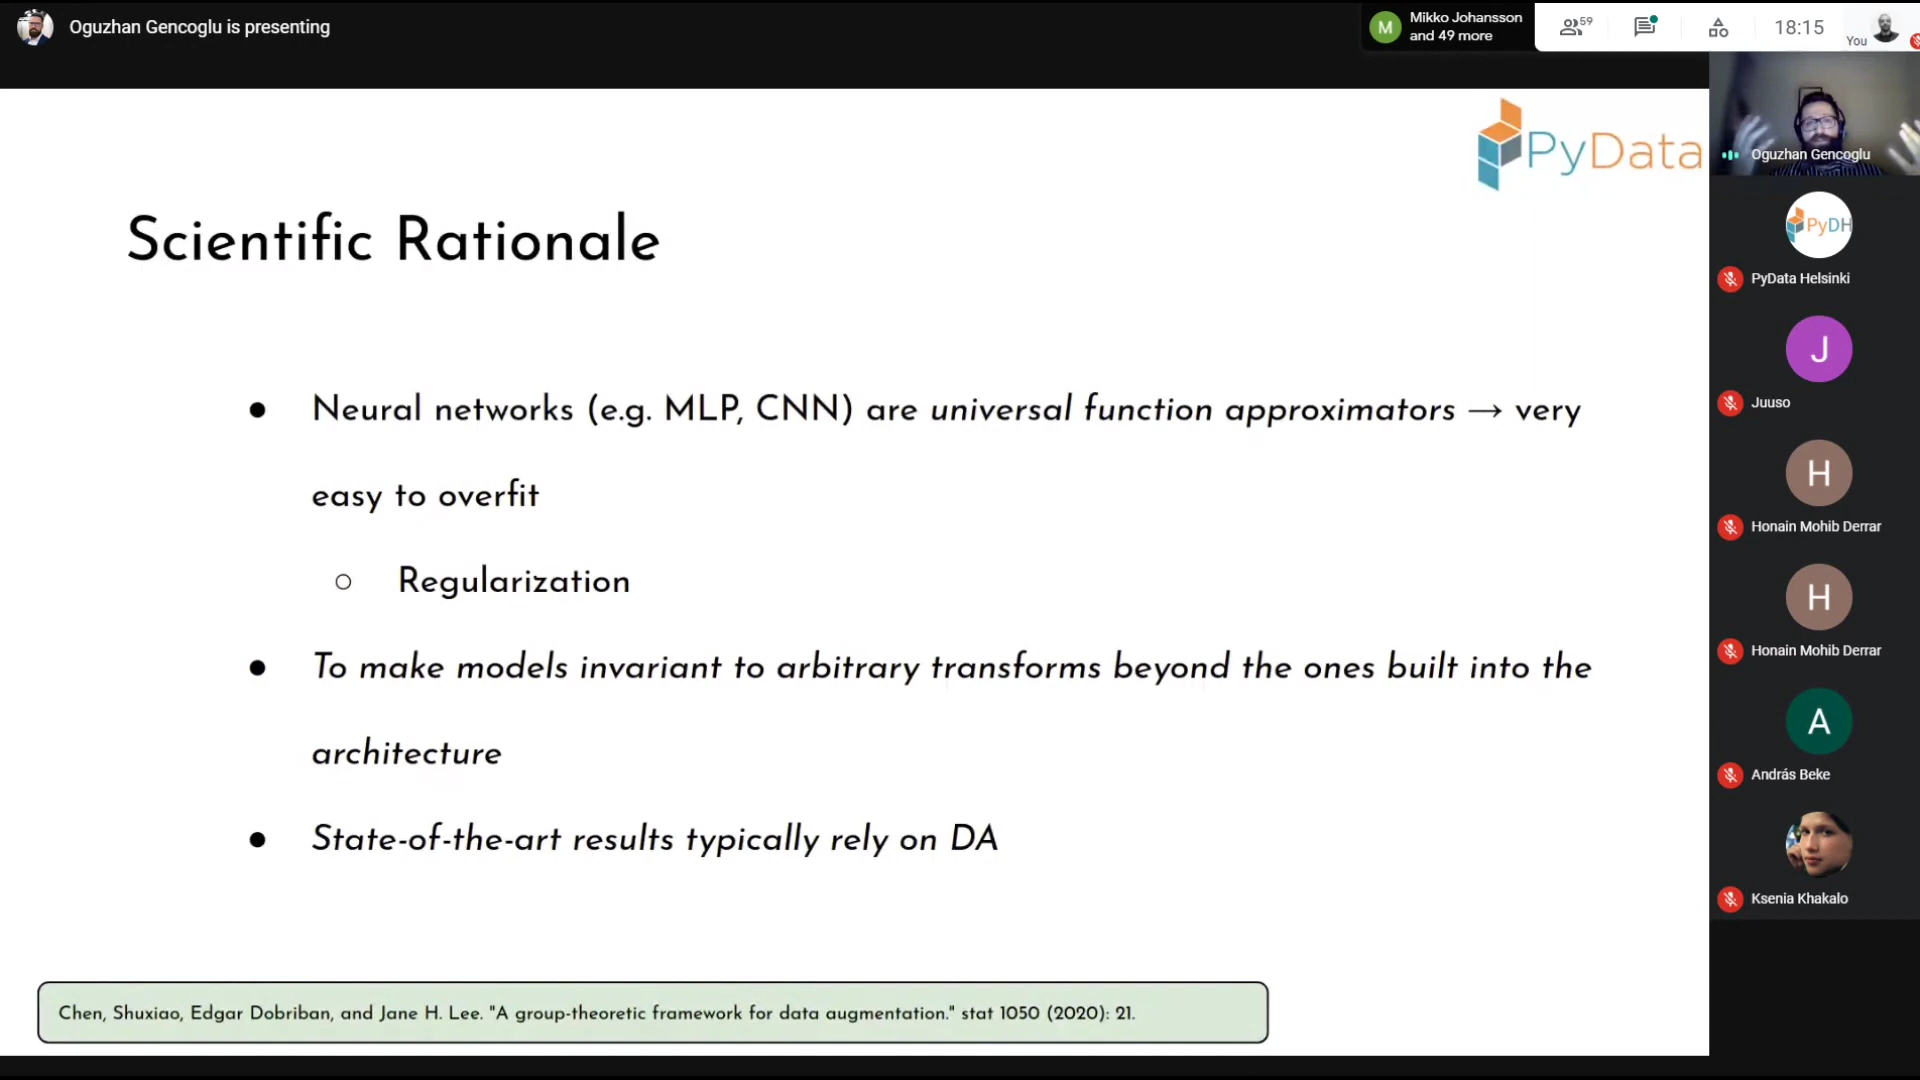 Oguzhan Gencoglu is presenting
M
Mikko Johansson
and 49 more
59
18:15
You
PyData
Oguzhan Gencoglu
Scientific Rationale
PyDH
PyData Helsinki
J
Juuso
Neural networks (e.g. MLP, CNN) are universal function approximators → very
easy to overfit
H
Honain Mohib Derrar
○ Regularization
H
Honain Mohib Derrar
● To make models invariant to arbitrary transforms beyond the ones built into the
architecture
A
András Beke
● State-of-the-art results typically rely on DA
Ksenia Khakalo
Chen, Shuxiao, Edgar Dobriban, and Jane H. Lee. "A group-theoretic framework for data augmentation." stat 1050 (2020): 21.